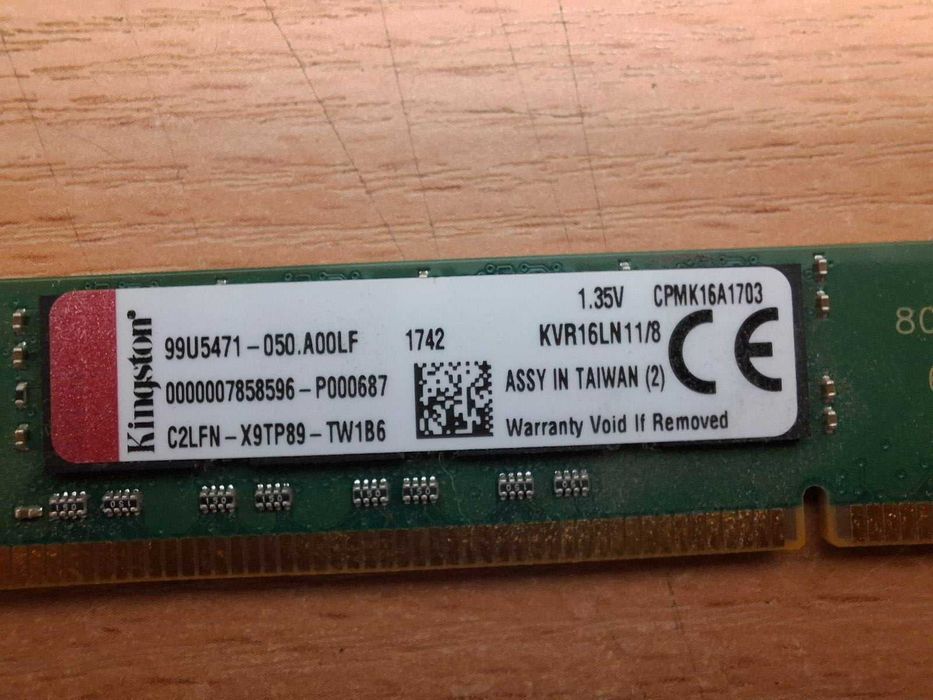 Kingston
99U5471-050.A00LF 1742
0000007858596-P000687
C2LFN-X9TP89-TW1B6
1.35V CPMK16A1703
KVR16LN11/8
ASSY IN TAIWAN (2)
Warranty Void If Removed
CE